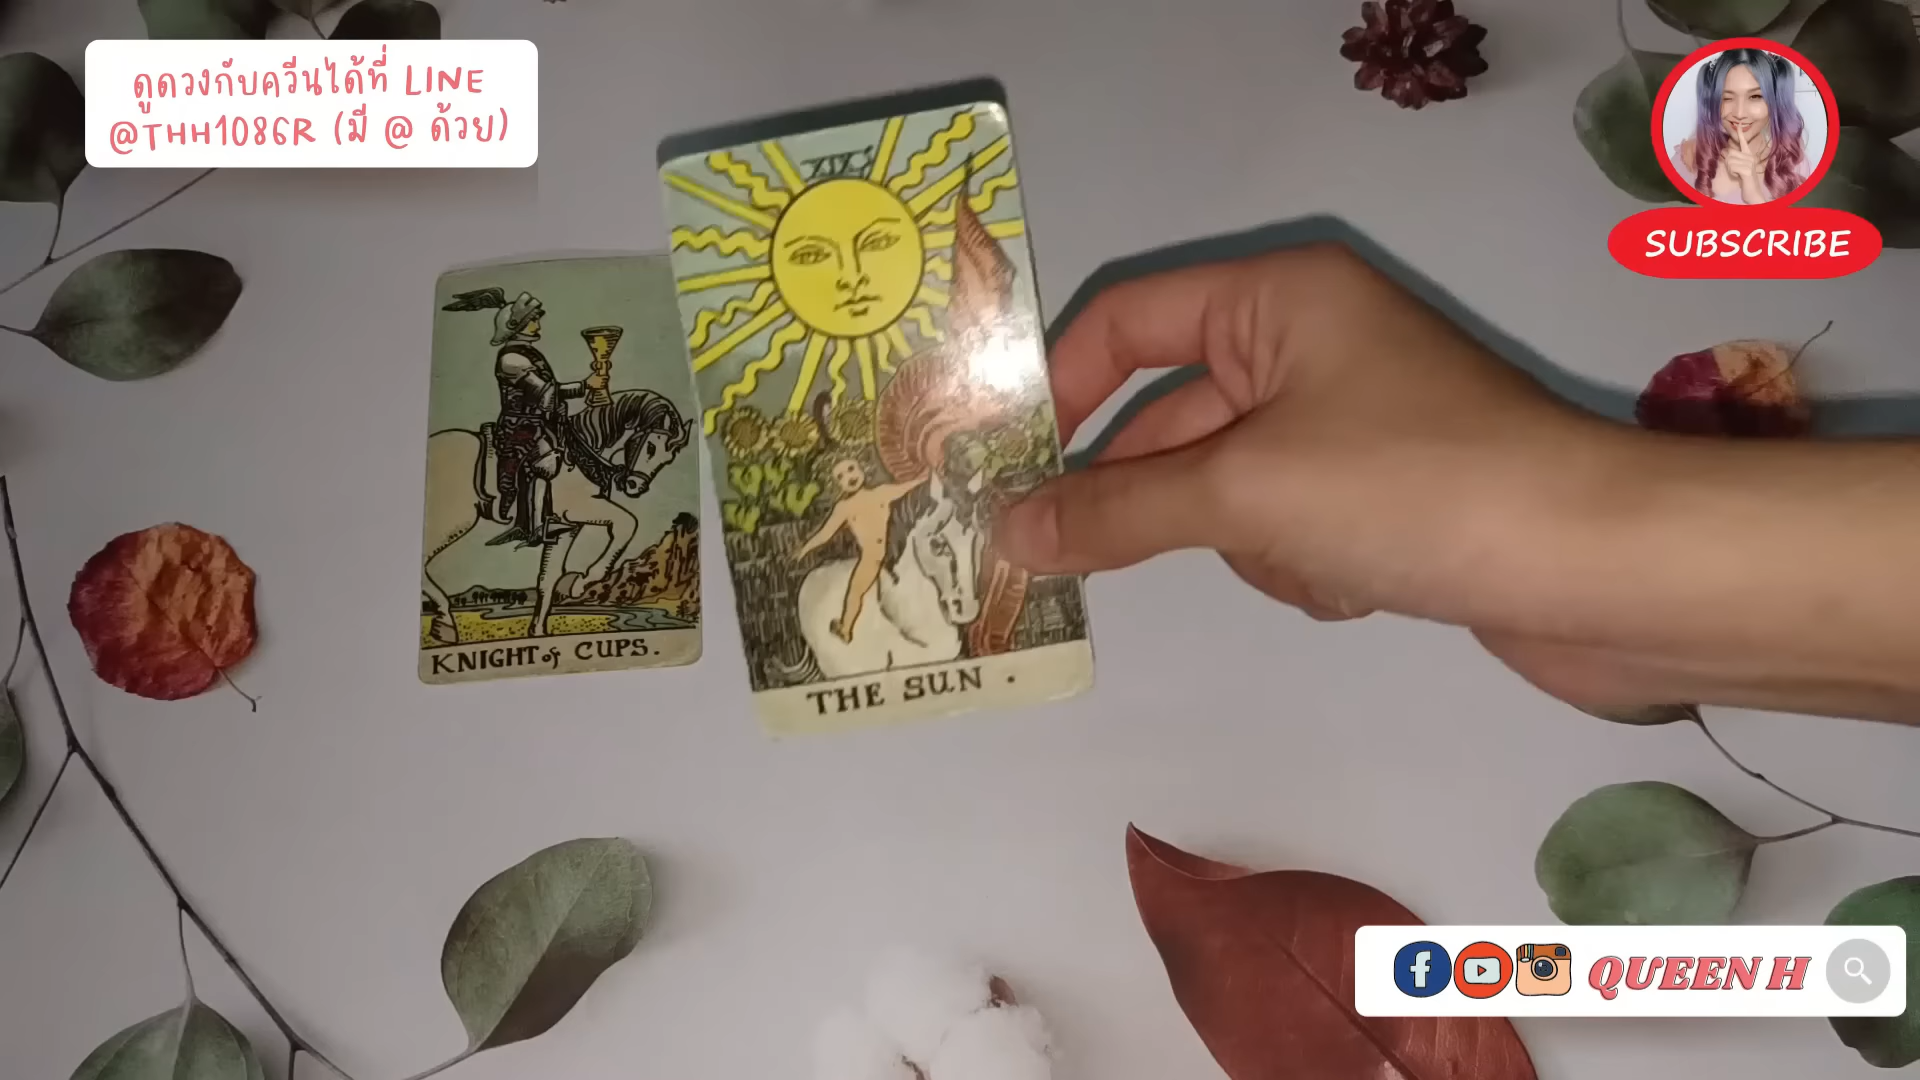 ดูดวงกับควีนได้ที่ LINE
@THH1086R (มี @ ด้วย)
SUBSCRIBE
XIX
KNIGHT of CUPS.
THE SUN .
QUEEN H